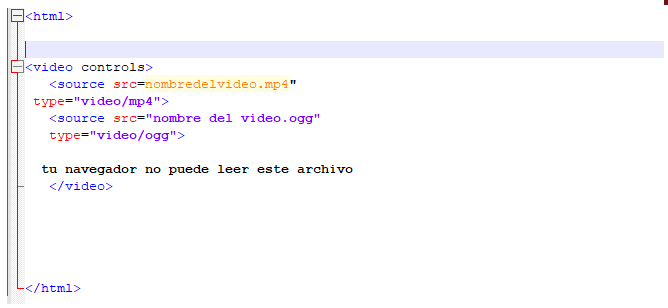 <html>
<video controls>
<source src=nombredelvideo.mp4"
type="video/mp4">
<source src="nombre del video.ogg"
type="video/ogg">
tu navegador no puede leer este archivo
</video>
</html>